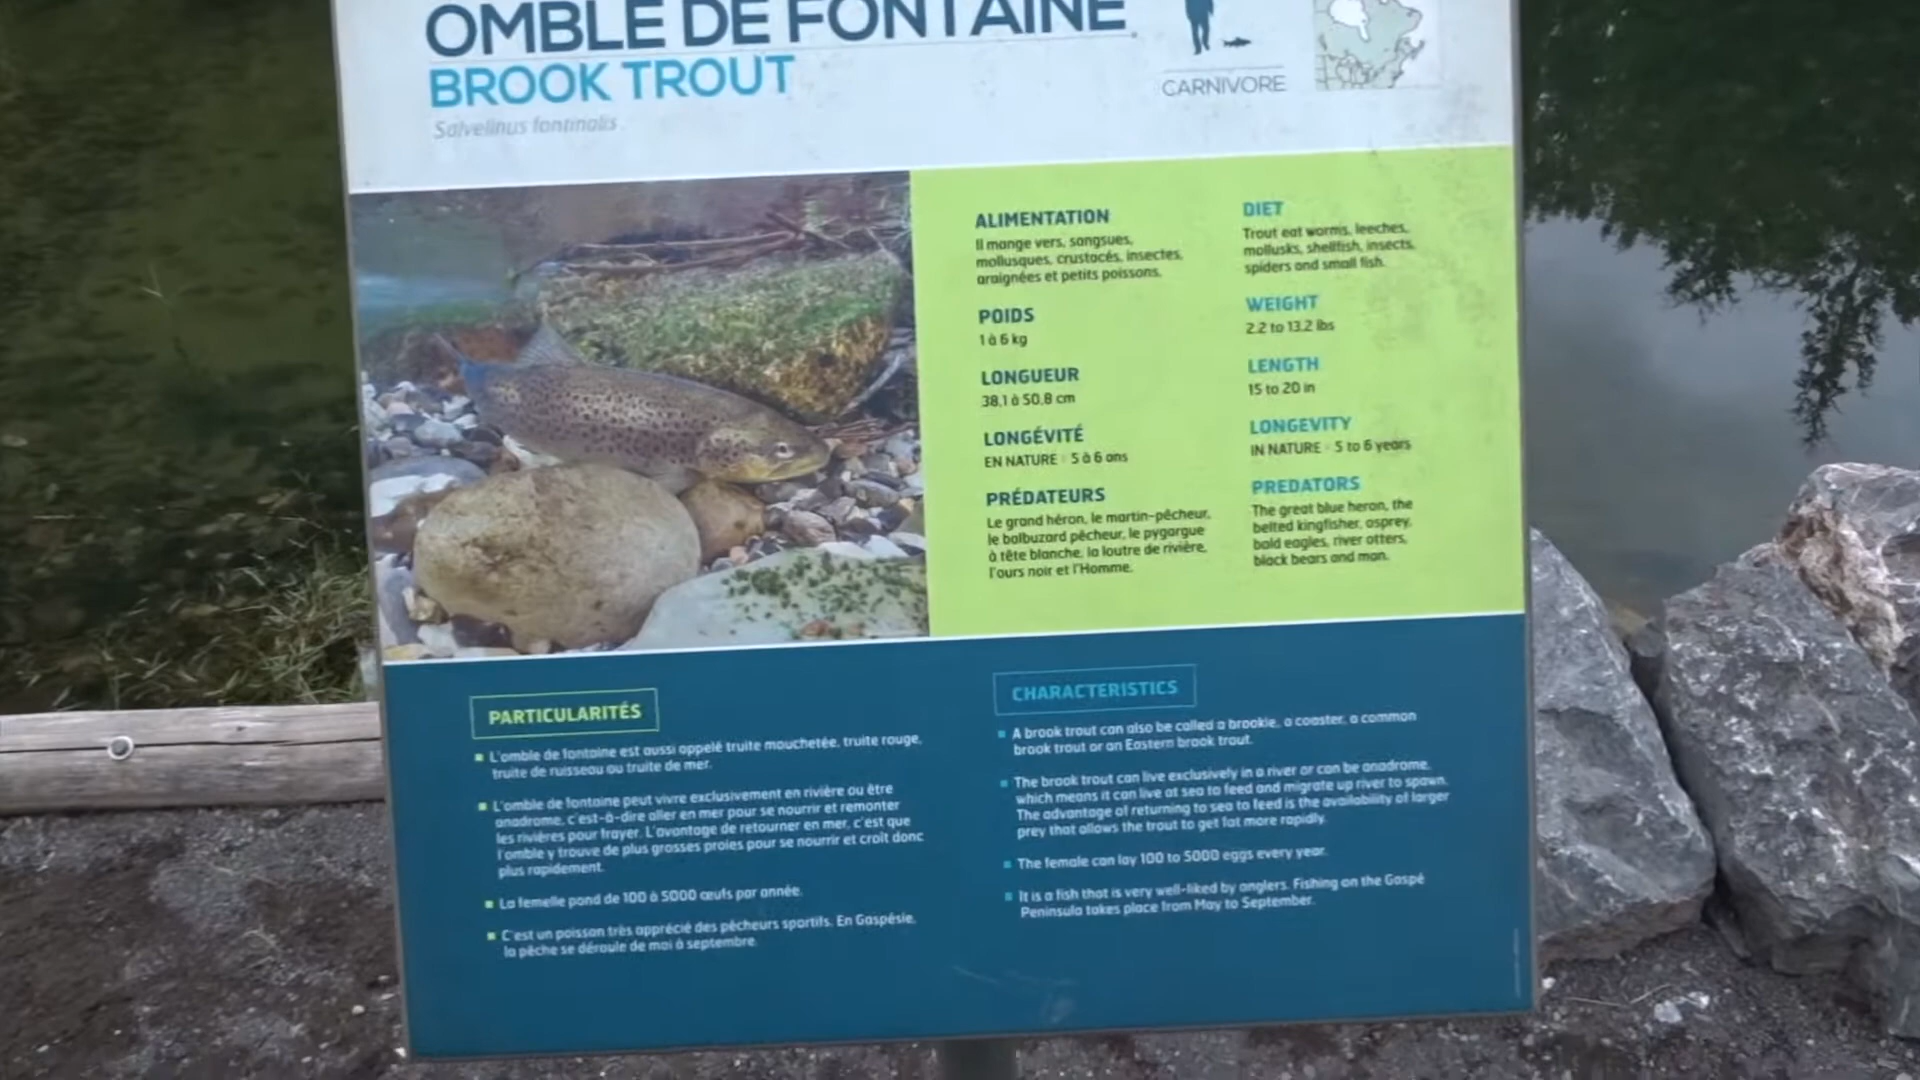 OMBLE DE FONTAINE
BROOK TROUT
Salvelinus fontinalis
CARNIVORE
ALIMENTATION
Il mange vers, sangsues,
mollusques, crustacés, insectes,
araignées et petits poissons.
POIDS
1 à 6 kg
LONGUEUR
38,1 à 50,8 cm
LONGÉVITÉ
EN NATURE · 5 à 6 ans
PRÉDATEURS
Le grand héron, le martin-pêcheur,
le balbuzard pêcheur, le pygargue
à tête blanche, la loutre de rivière,
l'ours noir et l'Homme.
DIET
Trout eat worms, leeches,
mollusks, shellfish, insects,
spiders and small fish.
WEIGHT
2.2 to 13.2 lbs
LENGTH
15 to 20 in
LONGEVITY
IN NATURE · 5 to 6 years
PREDATORS
The great blue heron, the
belted kingfisher, osprey,
bald eagles, river otters,
black bears and man.
PARTICULARITÉS
L'omble de fontaine est aussi appelé truite mouchetée, truite rouge,
truite de ruisseau ou truite de mer.
L'omble de fontaine peut vivre exclusivement en rivière ou être
anadrome, c'est-à-dire aller en mer pour se nourrir et remonter
les rivières pour frayer. L'avantage de retourner en mer, c'est que
l'omble y trouve de plus grosses proies pour se nourrir et croît donc
plus rapidement.
La femelle pond de 100 à 5000 œufs par année.
C'est un poisson très apprécié des pêcheurs sportifs. En Gaspésie,
la pêche se déroule de mai à septembre.
CHARACTERISTICS
A brook trout can also be called a brookie, a coaster, a common
brook trout or an Eastern brook trout.
The brook trout can live exclusively in a river or can be anadrome,
which means it can live at sea to feed and migrate up river to spawn.
The advantage of returning to sea to feed is the availability of larger
prey that allows the trout to get fat more rapidly.
The female can lay 100 to 5000 eggs every year.
It is a fish that is very well-liked by anglers. Fishing on the Gaspé
Peninsula takes place from May to September.